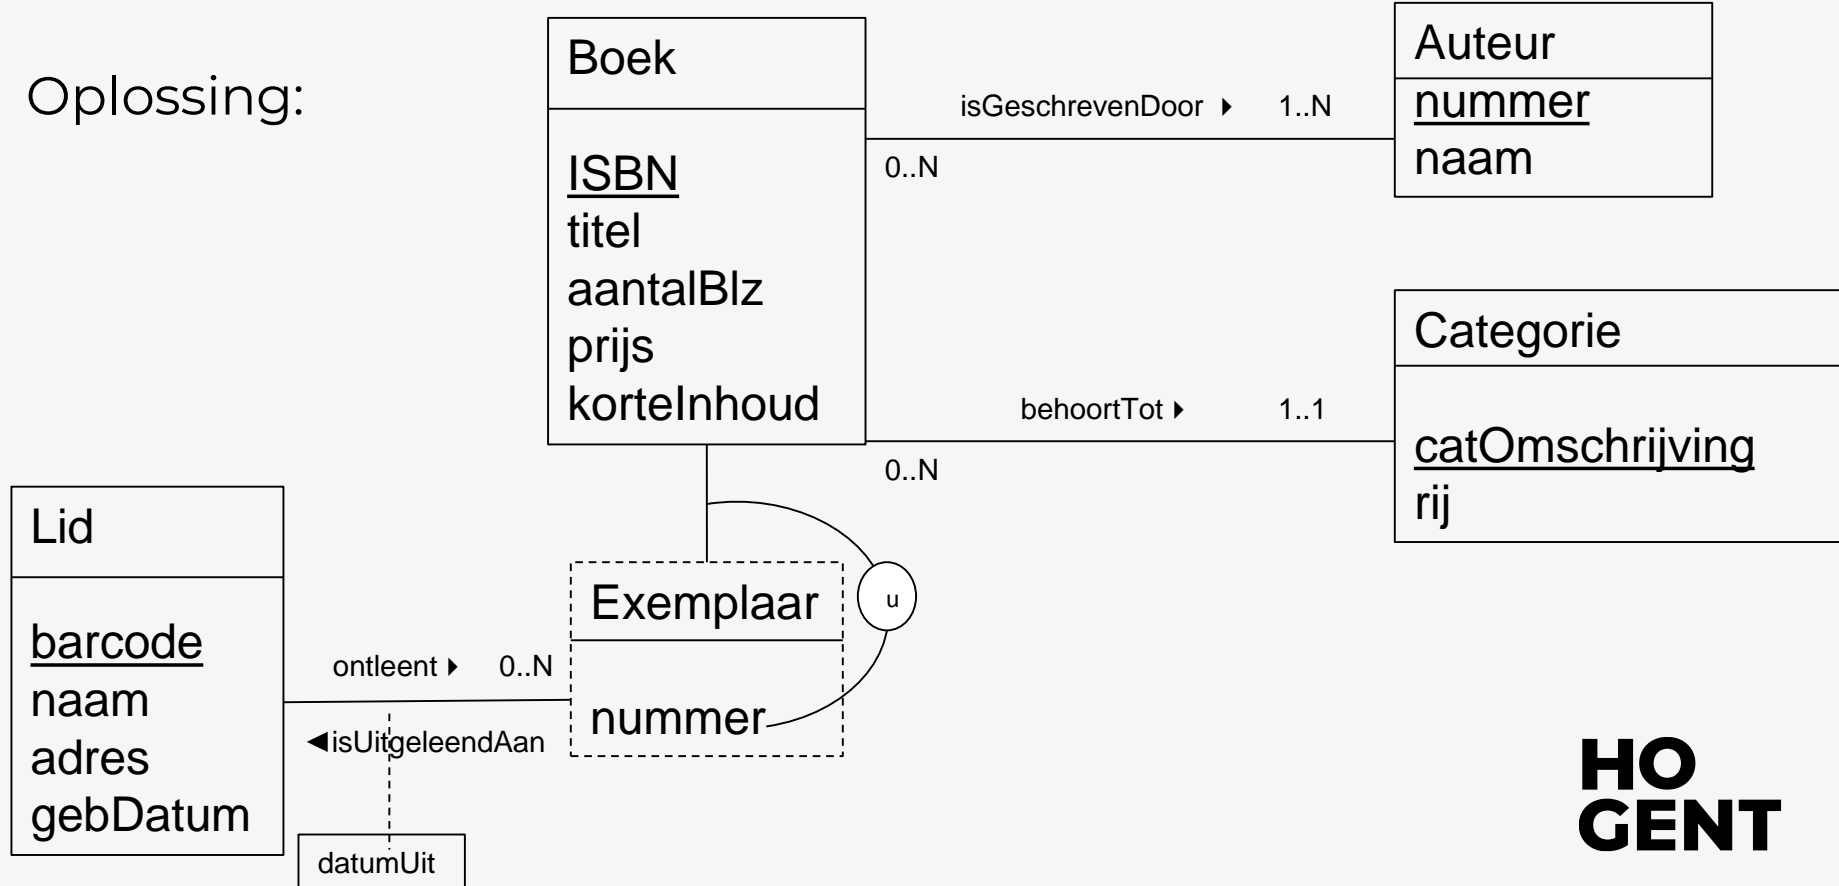 Oplossing:
Boek
ISBN
titel
aantalBlz
prijs
korteInhoud
isGeschrevenDoor
1..N
0..N
Auteur
nummer
naam
behoortTot
1..1
0..N
Categorie
catOmschrijving
rij
Lid
barcode
naam
adres
gebDatum
ontleent
0..N
isUitgeleendAan
datumUit
Exemplaar
nummer
u
HO
GENT